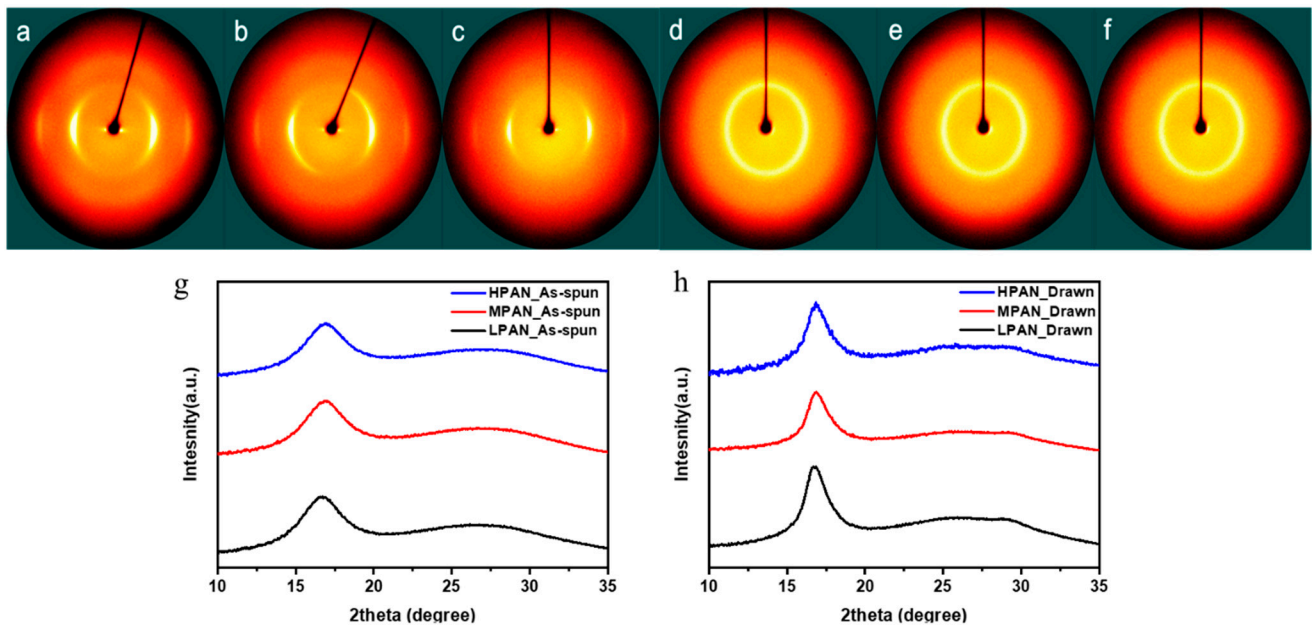 a b c d e f
g
HPAN_As-spun
MPAN_As-spun
LPAN_As-spun
Intesnity(a.u.)
10 15 20 25 30 35
2theta (degree)
h
HPAN_Drawn
MPAN_Drawn
LPAN_Drawn
Intesnity(a.u.)
10 15 20 25 30 35
2theta (degree)